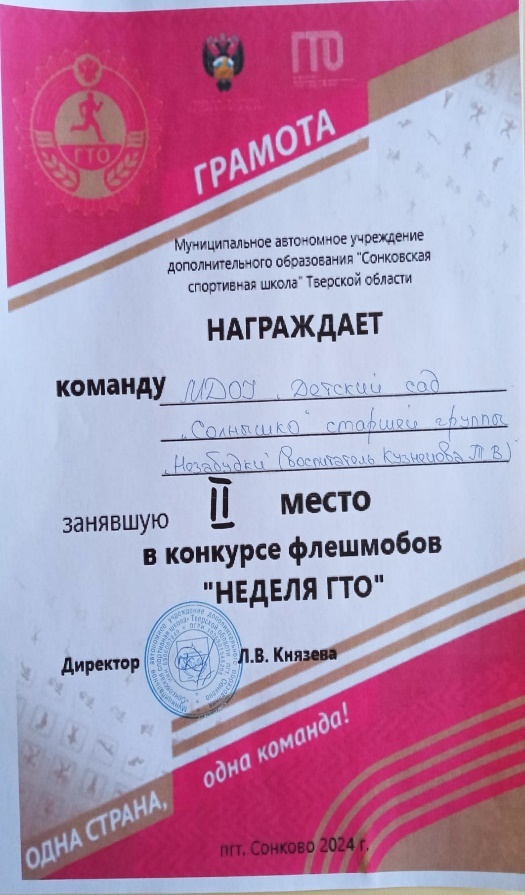 ГТО
ГТО
ГРАМОТА
Муниципальное автономное учреждение
дополнительного образования "Сонковская
спортивная школа" Тверской области
НАГРАЖДАЕТ
команду МДОУ „Детский сад
„Солнышко" старшей группы
„Незабудки" (воспитатель Кузнецова Т В)
занявшую II место
в конкурсе флешмобов
"НЕДЕЛЯ ГТО"
Директор Л.В. Князева
ОДНА СТРАНА,
одна команда!
пгт. Сонково 2024 г.